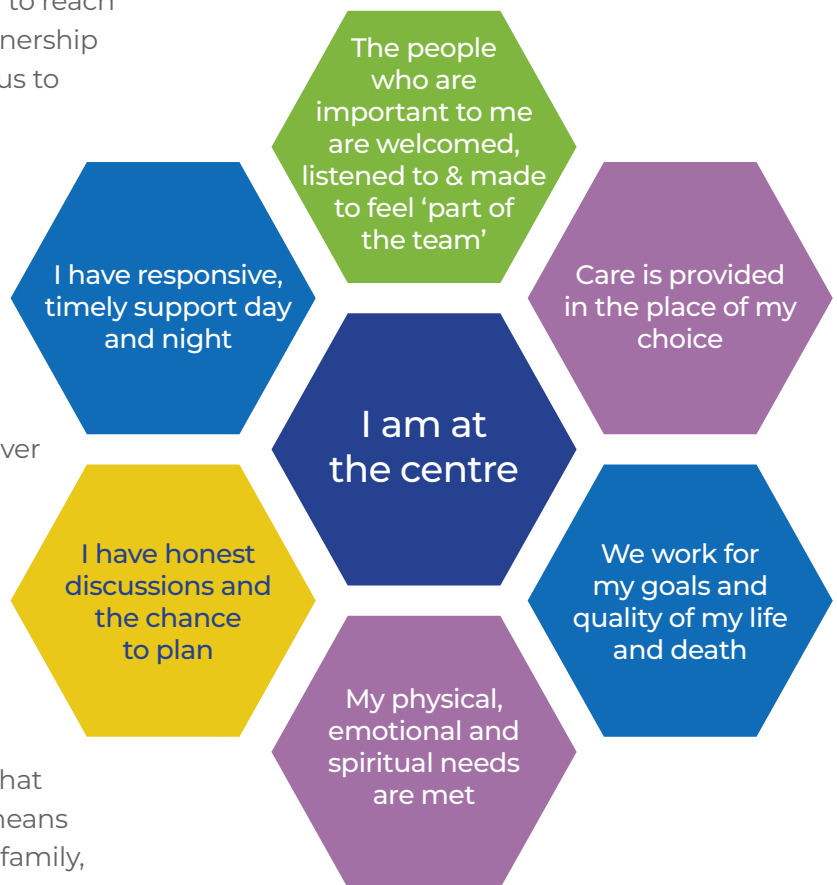 to reach
nership
us to
ver
hat
neans
family,
The people
who are
important to me
are welcomed,
listened to & made
to feel ‘part of
the team’
I have responsive,
timely support day
and night
Care is provided
in the place of my
choice
I am at
the centre
I have honest
discussions and
the chance
to plan
We work for
my goals and
quality of my life
and death
My physical,
emotional and
spiritual needs
are met